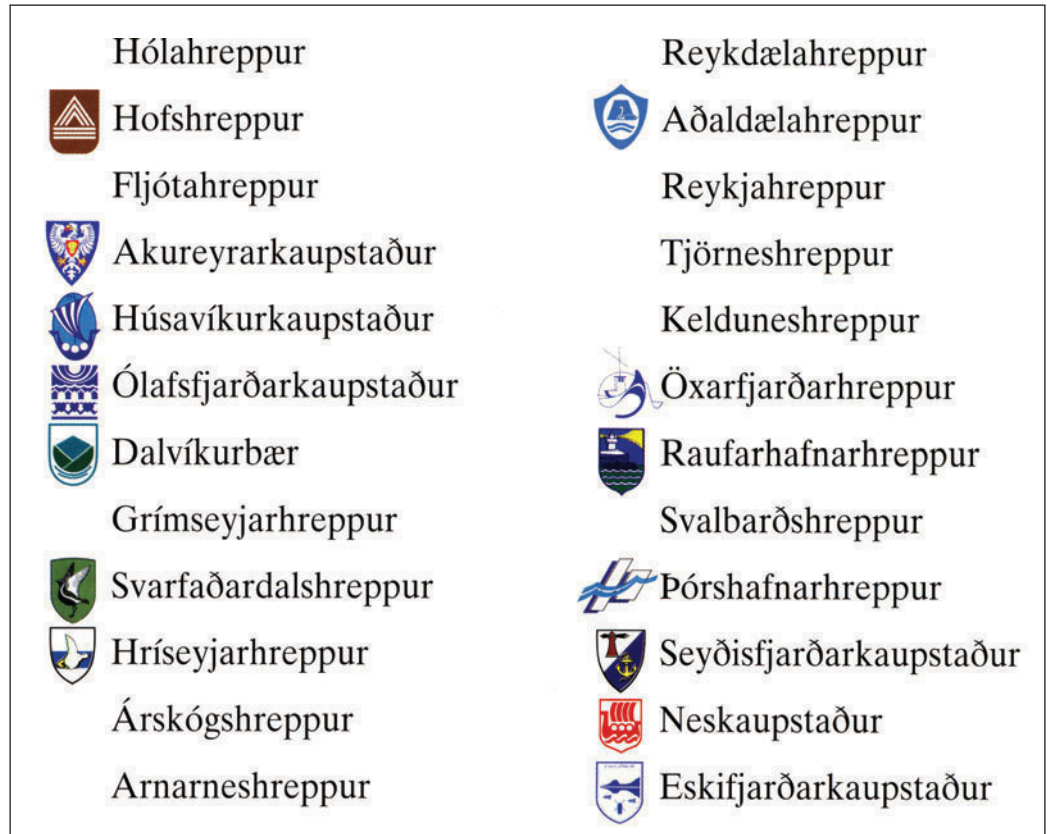 Hólahreppur
Hofshreppur
Fljótahreppur
Akureyrarkaupstaður
Húsavíkurkaupstaður
Ólafsfjarðarkaupstaður
Dalvíkurbær
Grímseyjarhreppur
Svarfaðardalshreppur
Hríseyjarhreppur
Árskógshreppur
Arnarneshreppur
Reykdælahreppur
Aðaldælahreppur
Reykjahreppur
Tjörneshreppur
Kelduneshreppur
Öxarfjarðarhreppur
Raufarhafnarhreppur
Svalbarðshreppur
Þórshafnarhreppur
Seyðisfjarðarkaupstaður
Neskaupstaður
Eskifjarðarkaupstaður